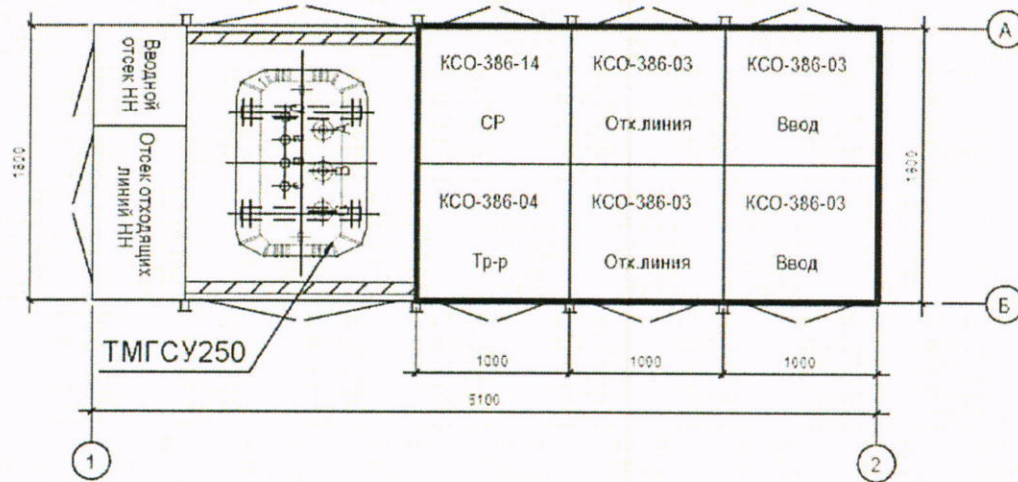 А
Вводной
отсек НН
КСО-386-14
КСО-386-03
КСО-386-03
СР
Отк.линия
Ввод
1800
1800
A
B
Отсек отходящих
линий НН
КСО-386-04
КСО-386-03
КСО-386-03
Тр-р
Отк.линия
Ввод
Б
ТМГСУ250
1000
1000
1000
5100
1
2